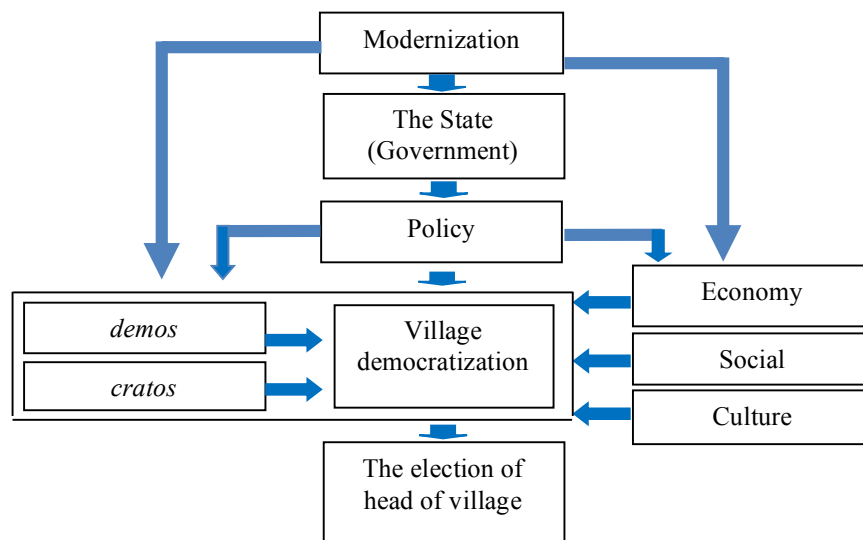 Modernization
The State
(Government)
Policy
Economy
demos
Village
democratization
Social
cratos
Culture
The election of
head of village